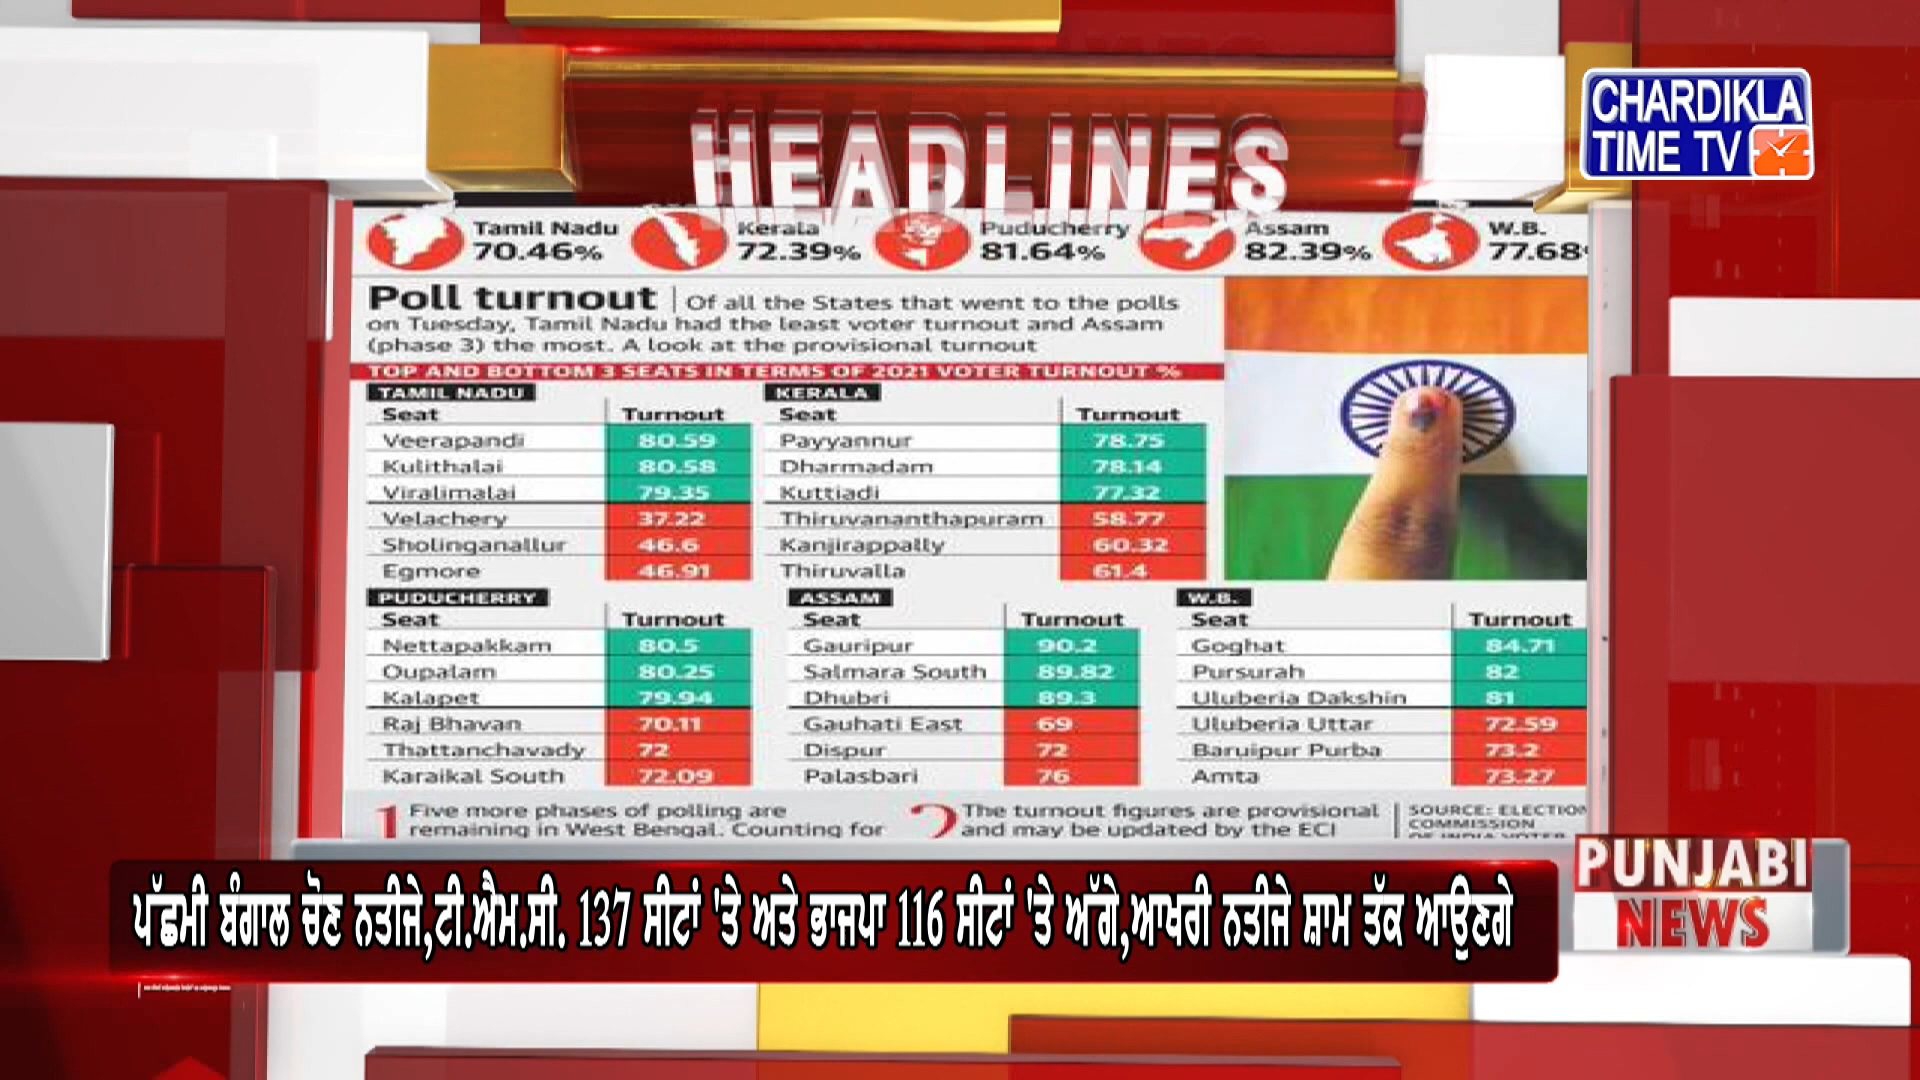 HEADLINES
CHARDIKLA
TIME TV
Tamil Nadu Kerala Puducherry Assam W.B.
70.46% 72.39% 81.64% 82.39% 77.68
Poll turnout | Of all the States that went to the polls
on Tuesday, Tamil Nadu had the least voter turnout and Assam
(phase 3) the most. A look at the provisional turnout
TOP AND BOTTOM 3 SEATS IN TERMS OF 2021 VOTER TURNOUT %
TAMIL NADU
Seat Turnout
Veerapandi 80.59
Kulithalai 80.58
Viralimalai 79.35
Velachery 37.22
Sholinganallur 46.6
Egmore 46.91
KERALA
Seat Turnout
Payyannur 78.75
Dharmadam 78.14
Kuttiadi 77.32
Thiruvananthapuram 58.77
Kanjirappally 60.32
Thiruvalla 61.4
PUDUCHERRY
Seat Turnout
Nettapakkam 80.5
Oupalam 80.25
Kalapet 79.94
Raj Bhavan 70.11
Thattanchavady 72
Karaikal South 72.09
ASSAM
Seat Turnout
Gauripur 90.2
Salmara South 89.82
Dhubri 89.3
Gauhati East 69
Dispur 72
Palasbari 76
W.B.
Seat Turnout
Goghat 84.71
Pursurah 82
Uluberia Dakshin 81
Uluberia Uttar 72.59
Baruipur Purba 73.2
Amta 73.27
1 Five more phases of polling are
remaining in West Bengal. Counting for
2 The turnout figures are provisional
and may be updated by the ECI
SOURCE: ELECTION
COMMISSION
OF INDIA VOTER
ਪੱਛਮੀ ਬੰਗਾਲ ਚੋਣ ਨਤੀਜੇ,ਟੀ.ਐਮ.ਸੀ. 137 ਸੀਟਾਂ 'ਤੇ ਅਤੇ ਭਾਜਪਾ 116 ਸੀਟਾਂ 'ਤੇ ਅੱਗੇ,ਆਖਰੀ ਨਤੀਜੇ ਸ਼ਾਮ ਤੱਕ ਆਉਣਗੇ
PUNJABI
NEWS